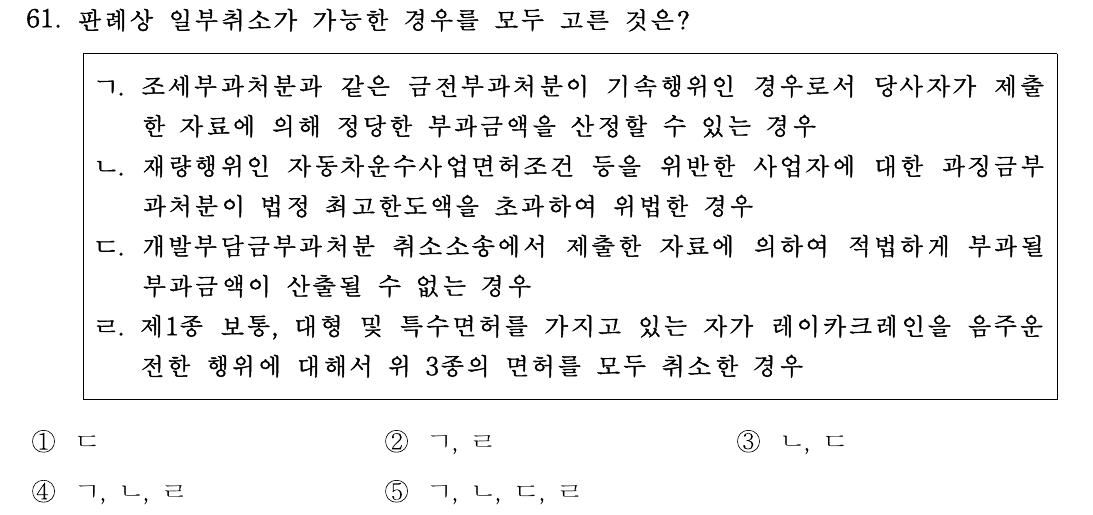 61. 판례상 일부취소가 가능한 경우를 모두 고른 것은?
ㄱ. 조세부과처분과 같은 금전부과처분이 기속행위인 경우로서 당사자가 제출
한 자료에 의해 정당한 부과금액을 산정할 수 있는 경우
ㄴ. 재량행위인 자동차운수사업면허조건 등을 위반한 사업자에 대한 과징금부
과처분이 법정 최고한도액을 초과하여 위법한 경우
ㄷ. 개발부담금부과처분 취소소송에서 제출한 자료에 의하여 적법하게 부과될
부과금액이 산출될 수 없는 경우
ㄹ. 제1종 보통, 대형 및 특수면허를 가지고 있는 자가 레이카크레인을 음주운
전한 행위에 대해서 위 3종의 면허를 모두 취소한 경우
① ㄷ ② ㄱ, ㄹ ③ ㄴ, ㄷ
④ ㄱ, ㄴ, ㄹ ⑤ ㄱ, ㄴ, ㄷ, ㄹ